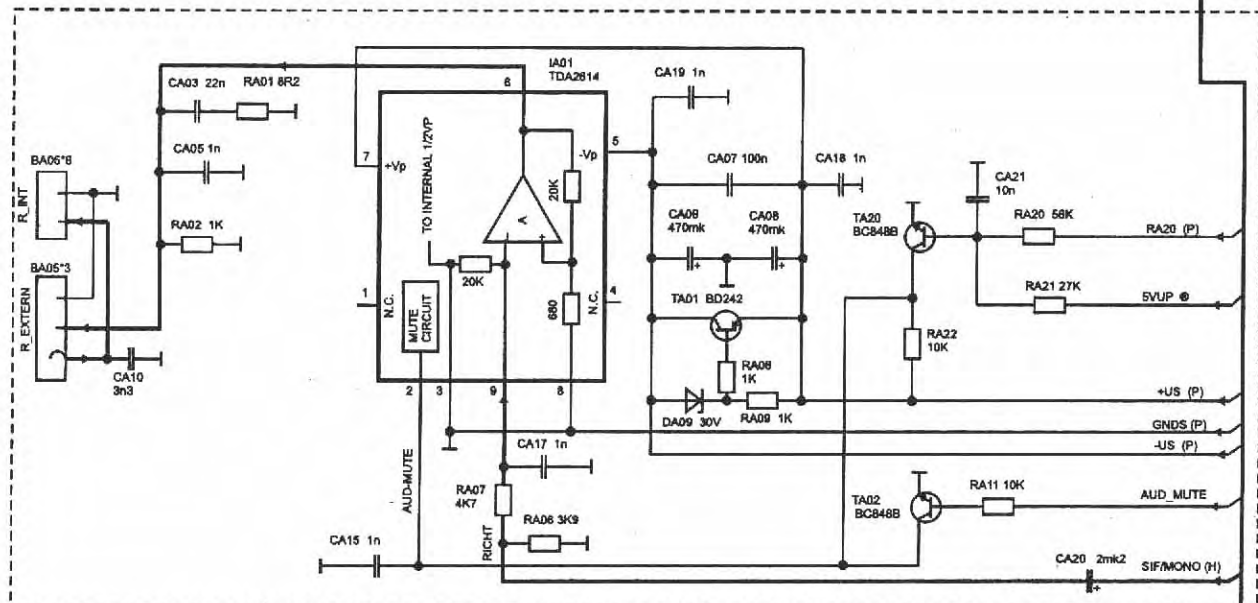 IA01
TDA2614
6
CA03 22n
RA01 8R2
CA19 1n
5
-Vp
7
+Vp
TO INTERNAL 1/2VP
20K
CA05 1n
CA07 100n
CA18 1n
CA21
10n
BA06*8
R_INT
A
TA20
BC848B
RA20 56K
RA20 (P)
CA06
470mk
CA08
470mk
RA02 1K
20K
BA05*3
R_EXTERN
RA21 27K
5VUP ®
1
N.C.
MUTE
CIRCUIT
680
N.C.
4
TA01 BD242
RA22
10K
CA10
3n3
RA08
1K
2
3
9
8
DA09 30V
RA09 1K
+US (P)
GNDS (P)
-US (P)
CA17 1n
AUD-MUTE
RA07
4K7
TA02
BC848B
RA11 10K
AUD_MUTE
RA06 3K9
RIGHT
CA15 1n
CA20 2mk2
SIF/MONO (H)